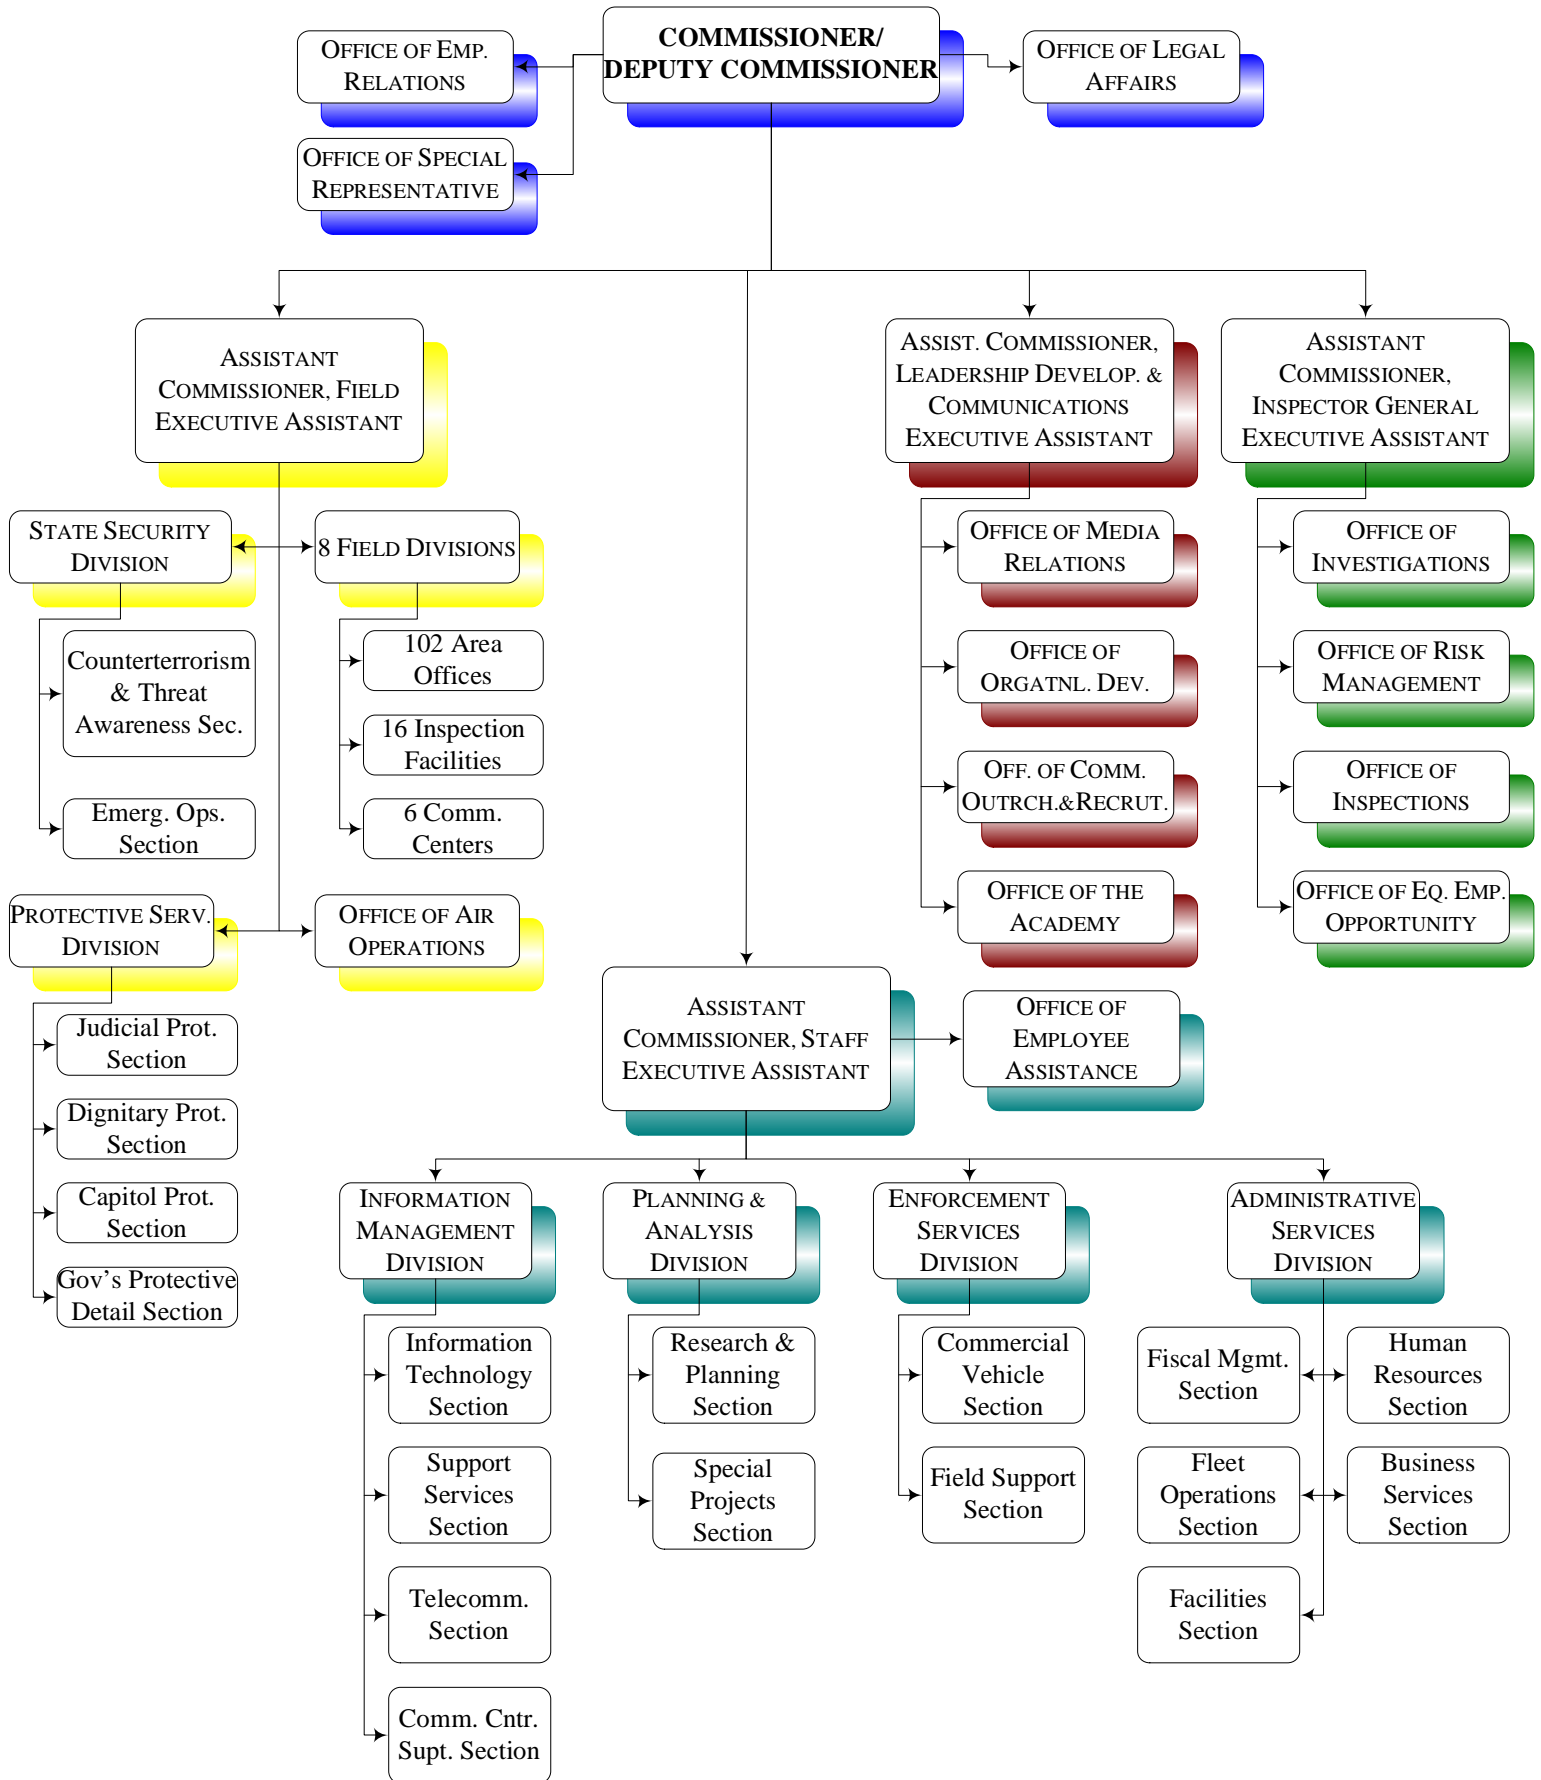 COMMISSIONER/
DEPUTY COMMISSIONER
OFFICE OF EMP.
RELATIONS
OFFICE OF LEGAL
AFFAIRS
OFFICE OF SPECIAL
REPRESENTATIVE
ASSISTANT
COMMISSIONER, FIELD
EXECUTIVE ASSISTANT
ASSIST. COMMISSIONER,
LEADERSHIP DEVELOP. &
COMMUNICATIONS
EXECUTIVE ASSISTANT
ASSISTANT
COMMISSIONER,
INSPECTOR GENERAL
EXECUTIVE ASSISTANT
STATE SECURITY
DIVISION
8 FIELD DIVISIONS
Counterterrorism
& Threat
Awareness Sec.
Emerg. Ops.
Section
102 Area
Offices
16 Inspection
Facilities
6 Comm.
Centers
PROTECTIVE SERV.
DIVISION
OFFICE OF AIR
OPERATIONS
Judicial Prot.
Section
Dignitary Prot.
Section
Capitol Prot.
Section
Gov's Protective
Detail Section
OFFICE OF MEDIA
RELATIONS
OFFICE OF
ORGATNL. DEV.
OFF. OF COMM.
OUTRCH.&RECRUT.
OFFICE OF THE
ACADEMY
OFFICE OF
INVESTIGATIONS
OFFICE OF RISK
MANAGEMENT
OFFICE OF
INSPECTIONS
OFFICE OF EQ. EMP.
OPPORTUNITY
ASSISTANT
COMMISSIONER, STAFF
EXECUTIVE ASSISTANT
OFFICE OF
EMPLOYEE
ASSISTANCE
INFORMATION
MANAGEMENT
DIVISION
PLANNING &
ANALYSIS
DIVISION
ENFORCEMENT
SERVICES
DIVISION
ADMINISTRATIVE
SERVICES
DIVISION
Information
Technology
Section
Support
Services
Section
Telecomm.
Section
Comm. Cntr.
Supt. Section
Research &
Planning
Section
Special
Projects
Section
Commercial
Vehicle
Section
Field Support
Section
Fiscal Mgmt.
Section
Human
Resources
Section
Fleet
Operations
Section
Business
Services
Section
Facilities
Section